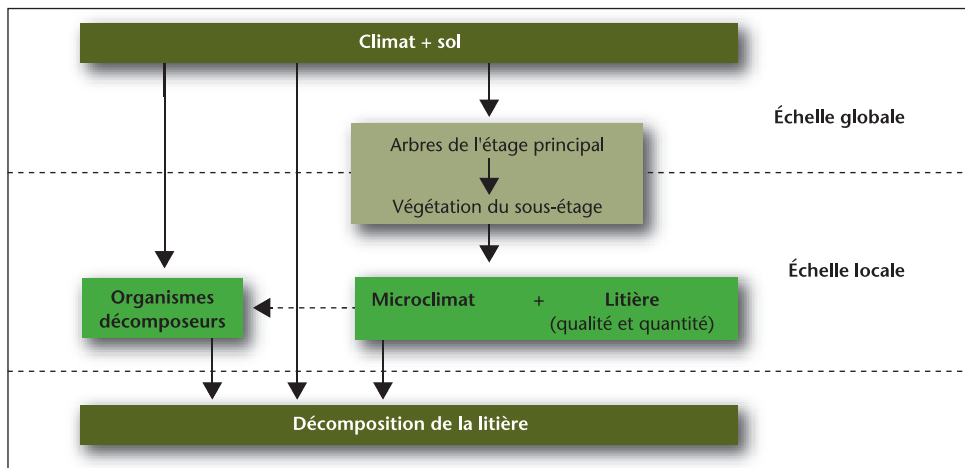 Climat + sol
Échelle globale
Arbres de l'étage principal
Végétation du sous-étage
Échelle locale
Organismes
décomposeurs
Microclimat + Litière
(qualité et quantité)
Décomposition de la litière